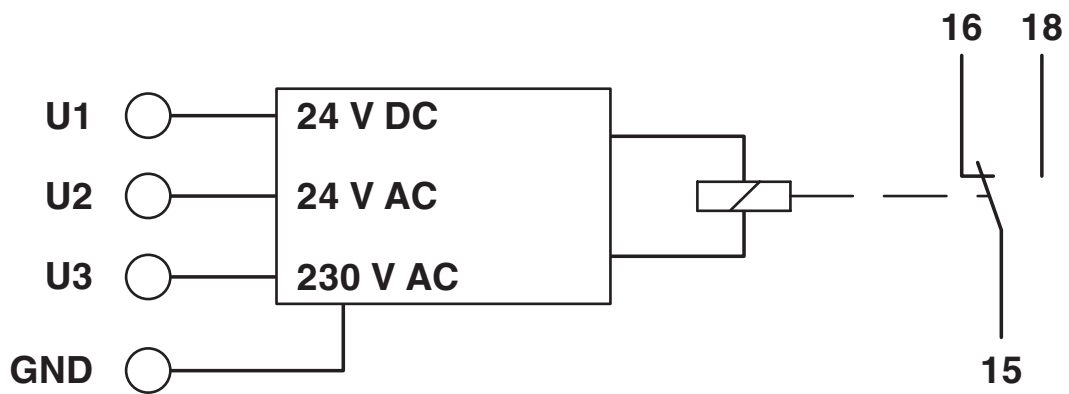 16 18
U1 24 V DC
U2 24 V AC
U3 230 V AC
GND
15